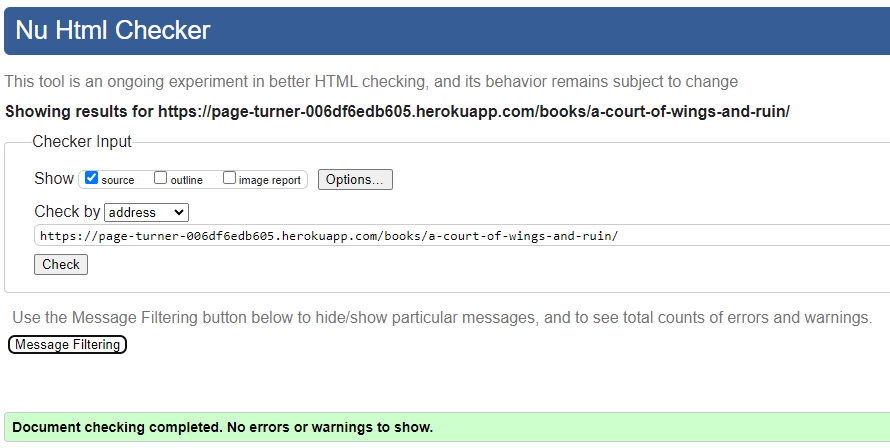 Nu Html Checker
This tool is an ongoing experiment in better HTML checking, and its behavior remains subject to change
Showing results for https://page-turner-006df6edb605.herokuapp.com/books/a-court-of-wings-and-ruin/
Checker Input
Show source outline image report Options...
Check by address
https://page-turner-006df6edb605.herokuapp.com/books/a-court-of-wings-and-ruin/
Check
Use the Message Filtering button below to hide/show particular messages, and to see total counts of errors and warnings.
Message Filtering
Document checking completed. No errors or warnings to show.